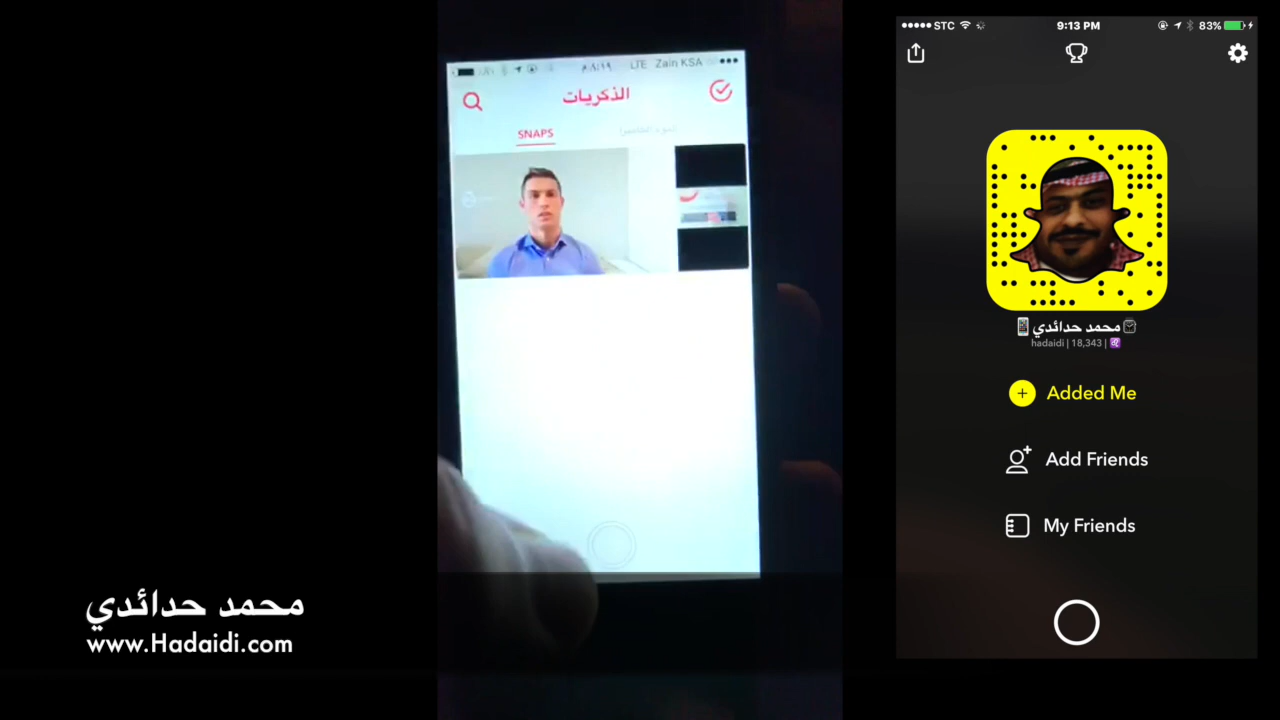 LTE Zain KSA
الذكريات
SNAPS
محمد حدائدي
www.Hadaidi.com
STC 9:13 PM 83%
محمد حدائدي
hadaidi | 18,343 |
Added Me
Add Friends
My Friends